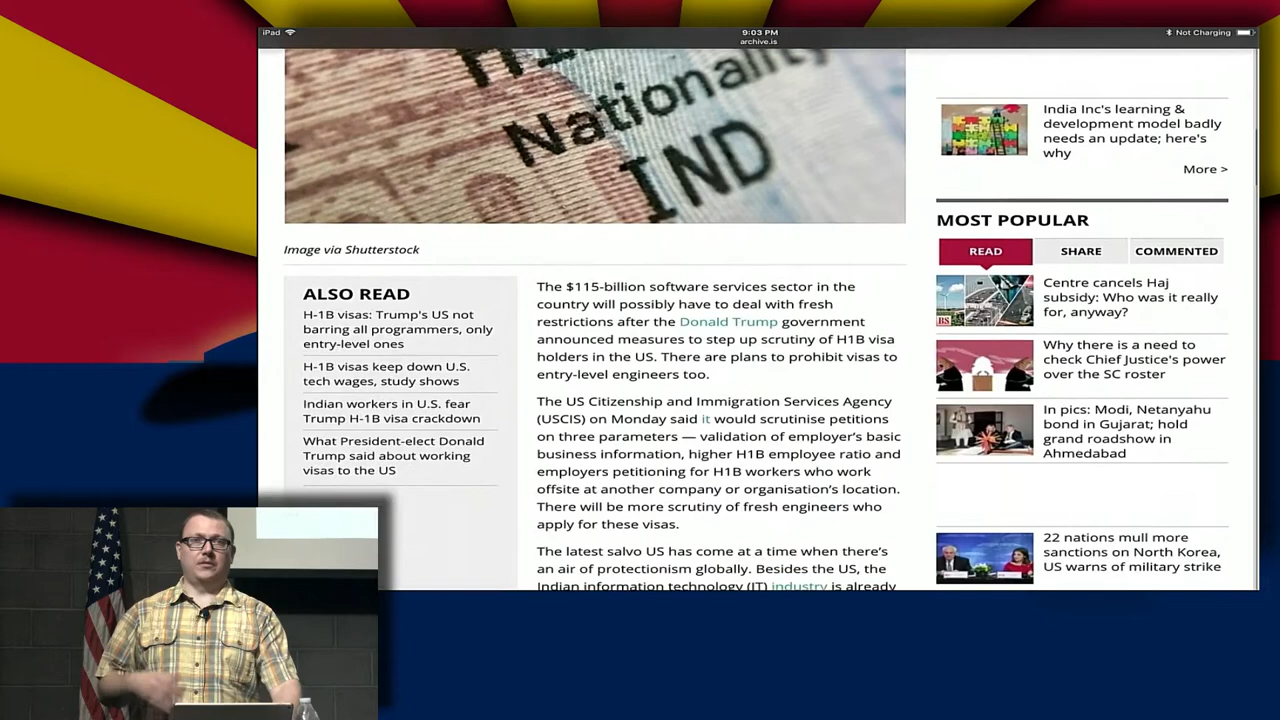 iPad
9:03 PM
archive.is
Not Charging
Nationality
IND
Image via Shutterstock
ALSO READ
H-1B visas: Trump's US not
barring all programmers, only
entry-level ones
H-1B visas keep down U.S.
tech wages, study shows
Indian workers in U.S. fear
Trump H-1B visa crackdown
What President-elect Donald
Trump said about working
visas to the US
The $115-billion software services sector in the
country will possibly have to deal with fresh
restrictions after the Donald Trump government
announced measures to step up scrutiny of H1B visa
holders in the US. There are plans to prohibit visas to
entry-level engineers too.
The US Citizenship and Immigration Services Agency
(USCIS) on Monday said it would scrutinise petitions
on three parameters — validation of employer's basic
business information, higher H1B employee ratio and
employers petitioning for H1B workers who work
offsite at another company or organisation's location.
There will be more scrutiny of fresh engineers who
apply for these visas.
The latest salvo US has come at a time when there's
an air of protectionism globally. Besides the US, the
Indian information technology (IT) industry is already
India Inc's learning &
development model badly
needs an update; here's
why
More >
MOST POPULAR
READ
SHARE
COMMENTED
Centre cancels Haj
subsidy: Who was it really
for, anyway?
Why there is a need to
check Chief Justice's power
over the SC roster
In pics: Modi, Netanyahu
bond in Gujarat; hold
grand roadshow in
Ahmedabad
22 nations mull more
sanctions on North Korea,
US warns of military strike